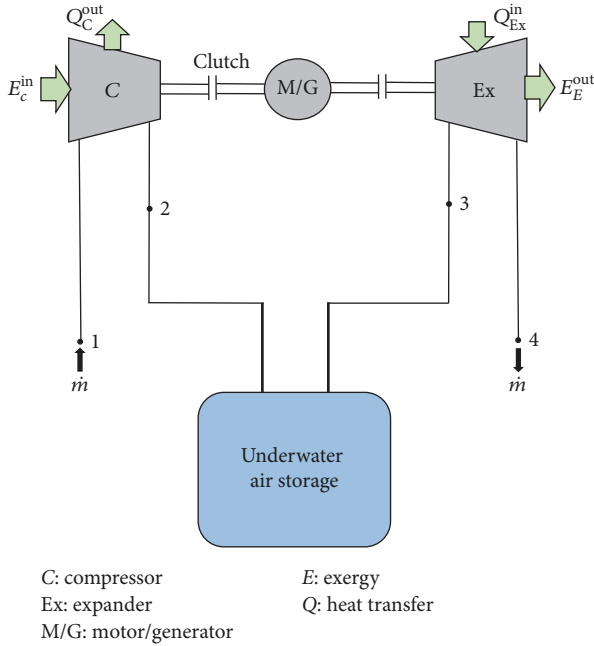 Q_C^out
Q_Ex^in
Clutch
E_c^in
C
M/G
Ex
E_E^out
2
3
1
4
ṁ
ṁ
Underwater
air storage
C: compressor
E: exergy
Ex: expander
Q: heat transfer
M/G: motor/generator